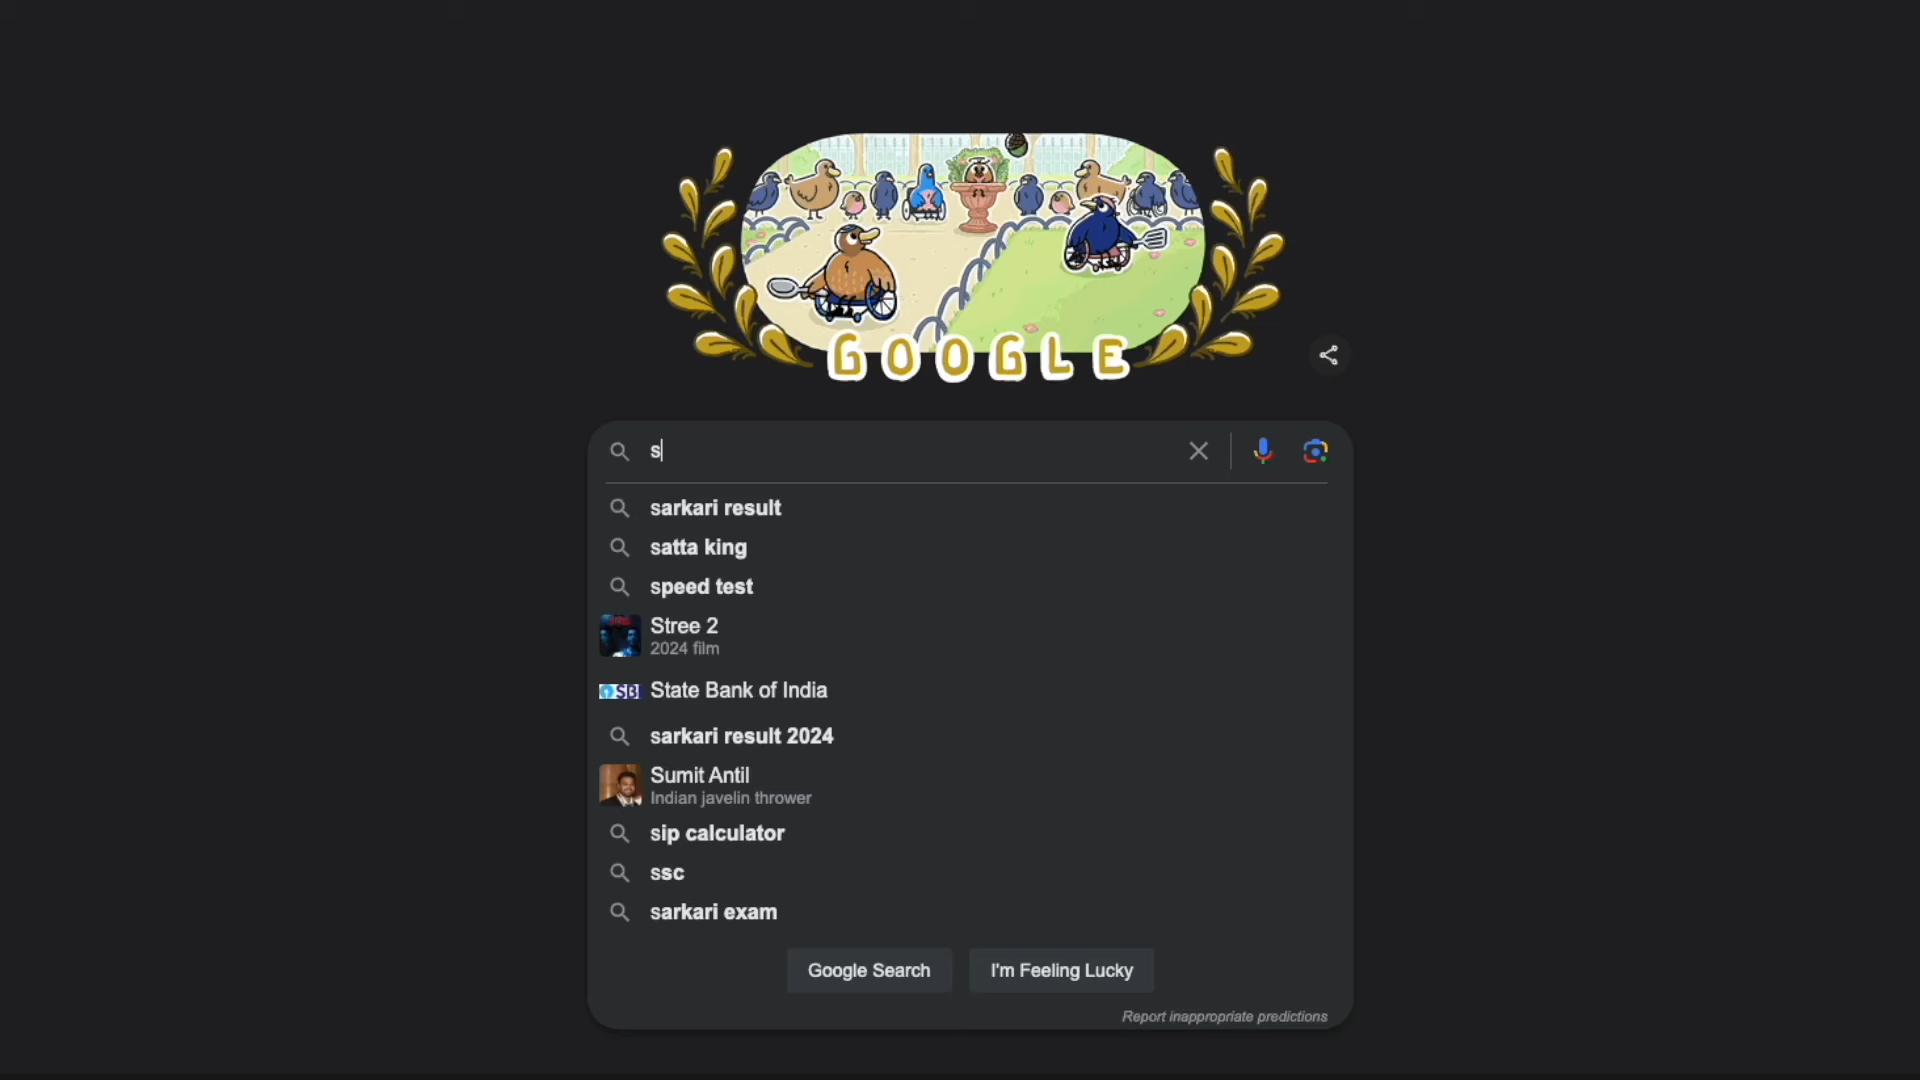 GOOGLE
s
sarkari result
satta king
speed test
Stree 2
2024 film
SBI
State Bank of India
sarkari result 2024
Sumit Antil
Indian javelin thrower
sip calculator
ssc
sarkari exam
Google Search
I'm Feeling Lucky
Report inappropriate predictions